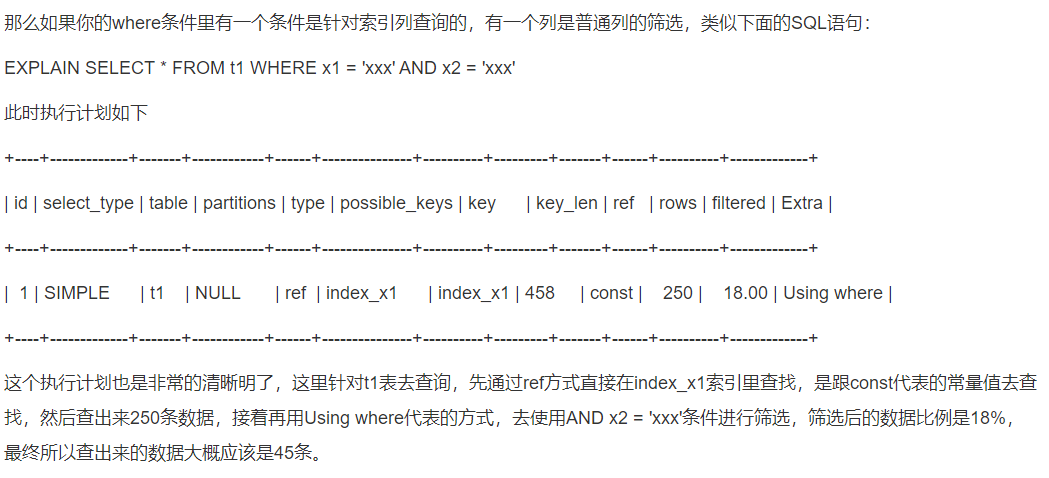 那么如果你的where条件里有一个条件是针对索引列查询的，有一个列是普通列的筛选，类似下面的SQL语句：
EXPLAIN SELECT * FROM t1 WHERE x1 = 'xxx' AND x2 = 'xxx'
此时执行计划如下
+----+-------------+-------+------------+------+---------------+----------+---------+-------+------+----------+-------------+
| id | select_type | table | partitions | type | possible_keys | key      | key_len | ref   | rows | filtered | Extra |
+----+-------------+-------+------------+------+---------------+----------+---------+-------+------+----------+-------------+
|  1 | SIMPLE      | t1    | NULL       | ref  | index_x1      | index_x1 | 458     | const |    250 |    18.00 | Using where |
+----+-------------+-------+------------+------+---------------+----------+---------+-------+------+----------+-------------+
这个执行计划也是非常的清晰明了，这里针对t1表去查询，先通过ref方式直接在index_x1索引里查找，是跟const代表的常量值去查
找，然后查出来250条数据，接着再用Using where代表的方式，去使用AND x2 = 'xxx'条件进行筛选，筛选后的数据比例是18%，
最终所以查出来的数据大概应该是45条。